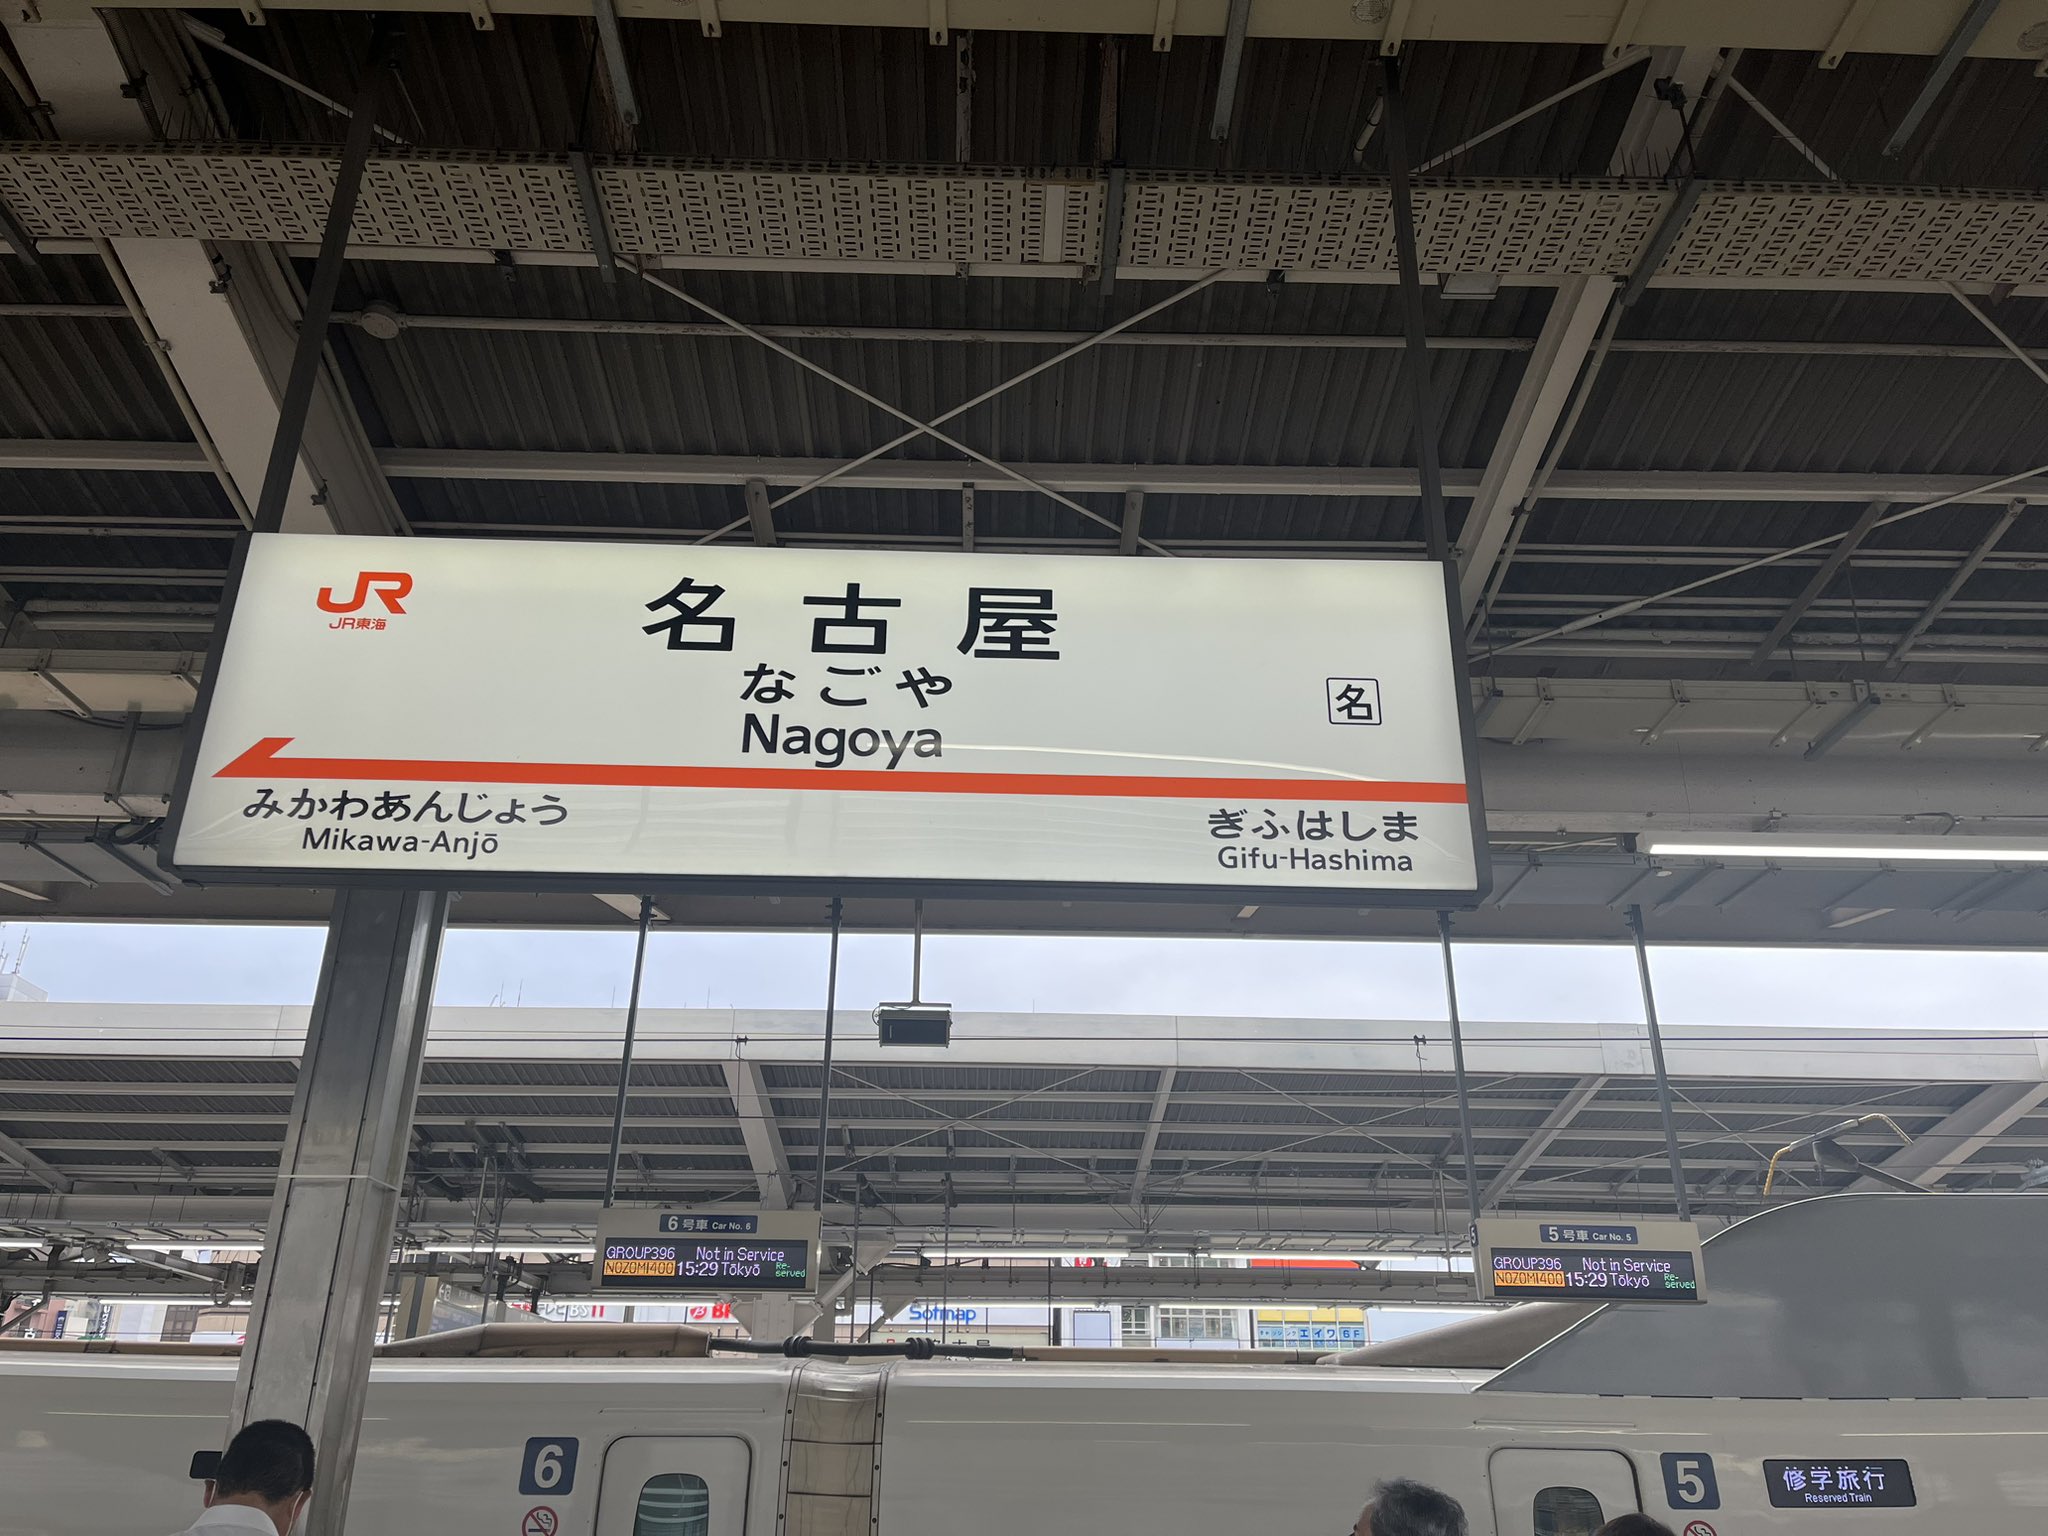 JR
JR東海
名古屋
なごや
Nagoya
名
みかわあんじょう
Mikawa-Anjō
ぎふはしま
Gifu-Hashima
6号車 Car No. 6
GROUP396 Not in Service
NOZOMI400 15:29 Tōkyō Re-served
5
5号車 Car No. 5
GROUP396 Not in Service
NOZOMI400 15:29 Tōkyō Re-served
Sofmap
エイワ 6F
6
5
修学旅行
Reserved Train